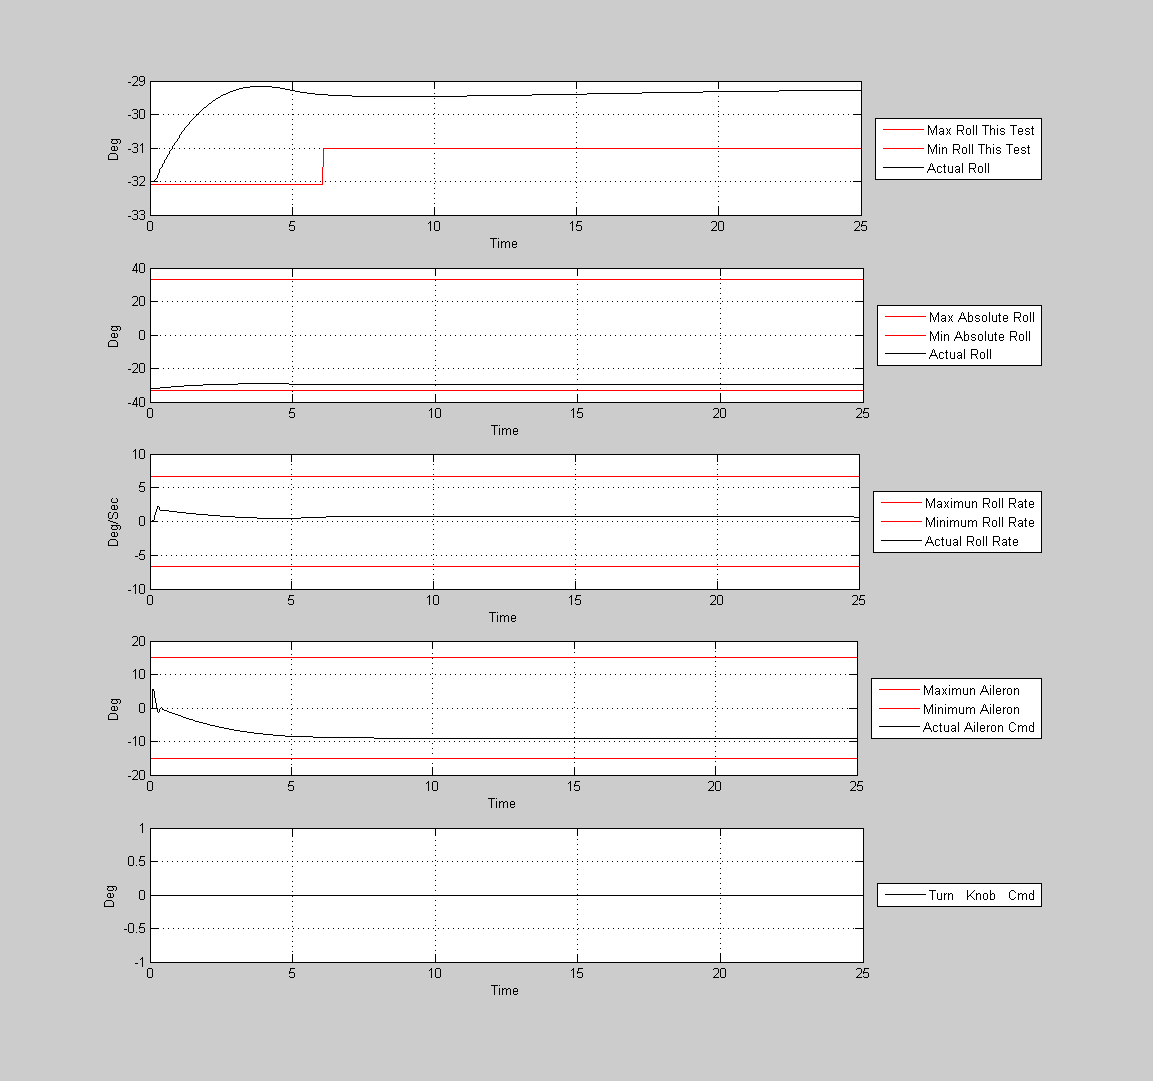 -29
-30
-31
-32
-33
Deg
0 5 10 15 20 25
Time
Max Roll This Test
Min Roll This Test
Actual Roll
40
20
0
-20
-40
Deg
0 5 10 15 20 25
Time
Max Absolute Roll
Min Absolute Roll
Actual Roll
10
5
0
-5
-10
Deg/Sec
0 5 10 15 20 25
Time
Maximun Roll Rate
Minimum Roll Rate
Actual Roll Rate
20
10
0
-10
-20
Deg
0 5 10 15 20 25
Time
Maximun Aileron
Minimum Aileron
Actual Aileron Cmd
1
0.5
0
-0.5
-1
Deg
0 5 10 15 20 25
Time
Turn Knob Cmd